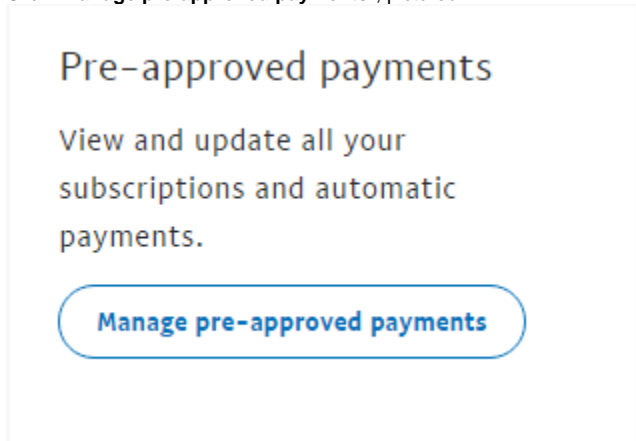 Pre-approved payments
View and update all your
subscriptions and automatic
payments.
Manage pre-approved payments